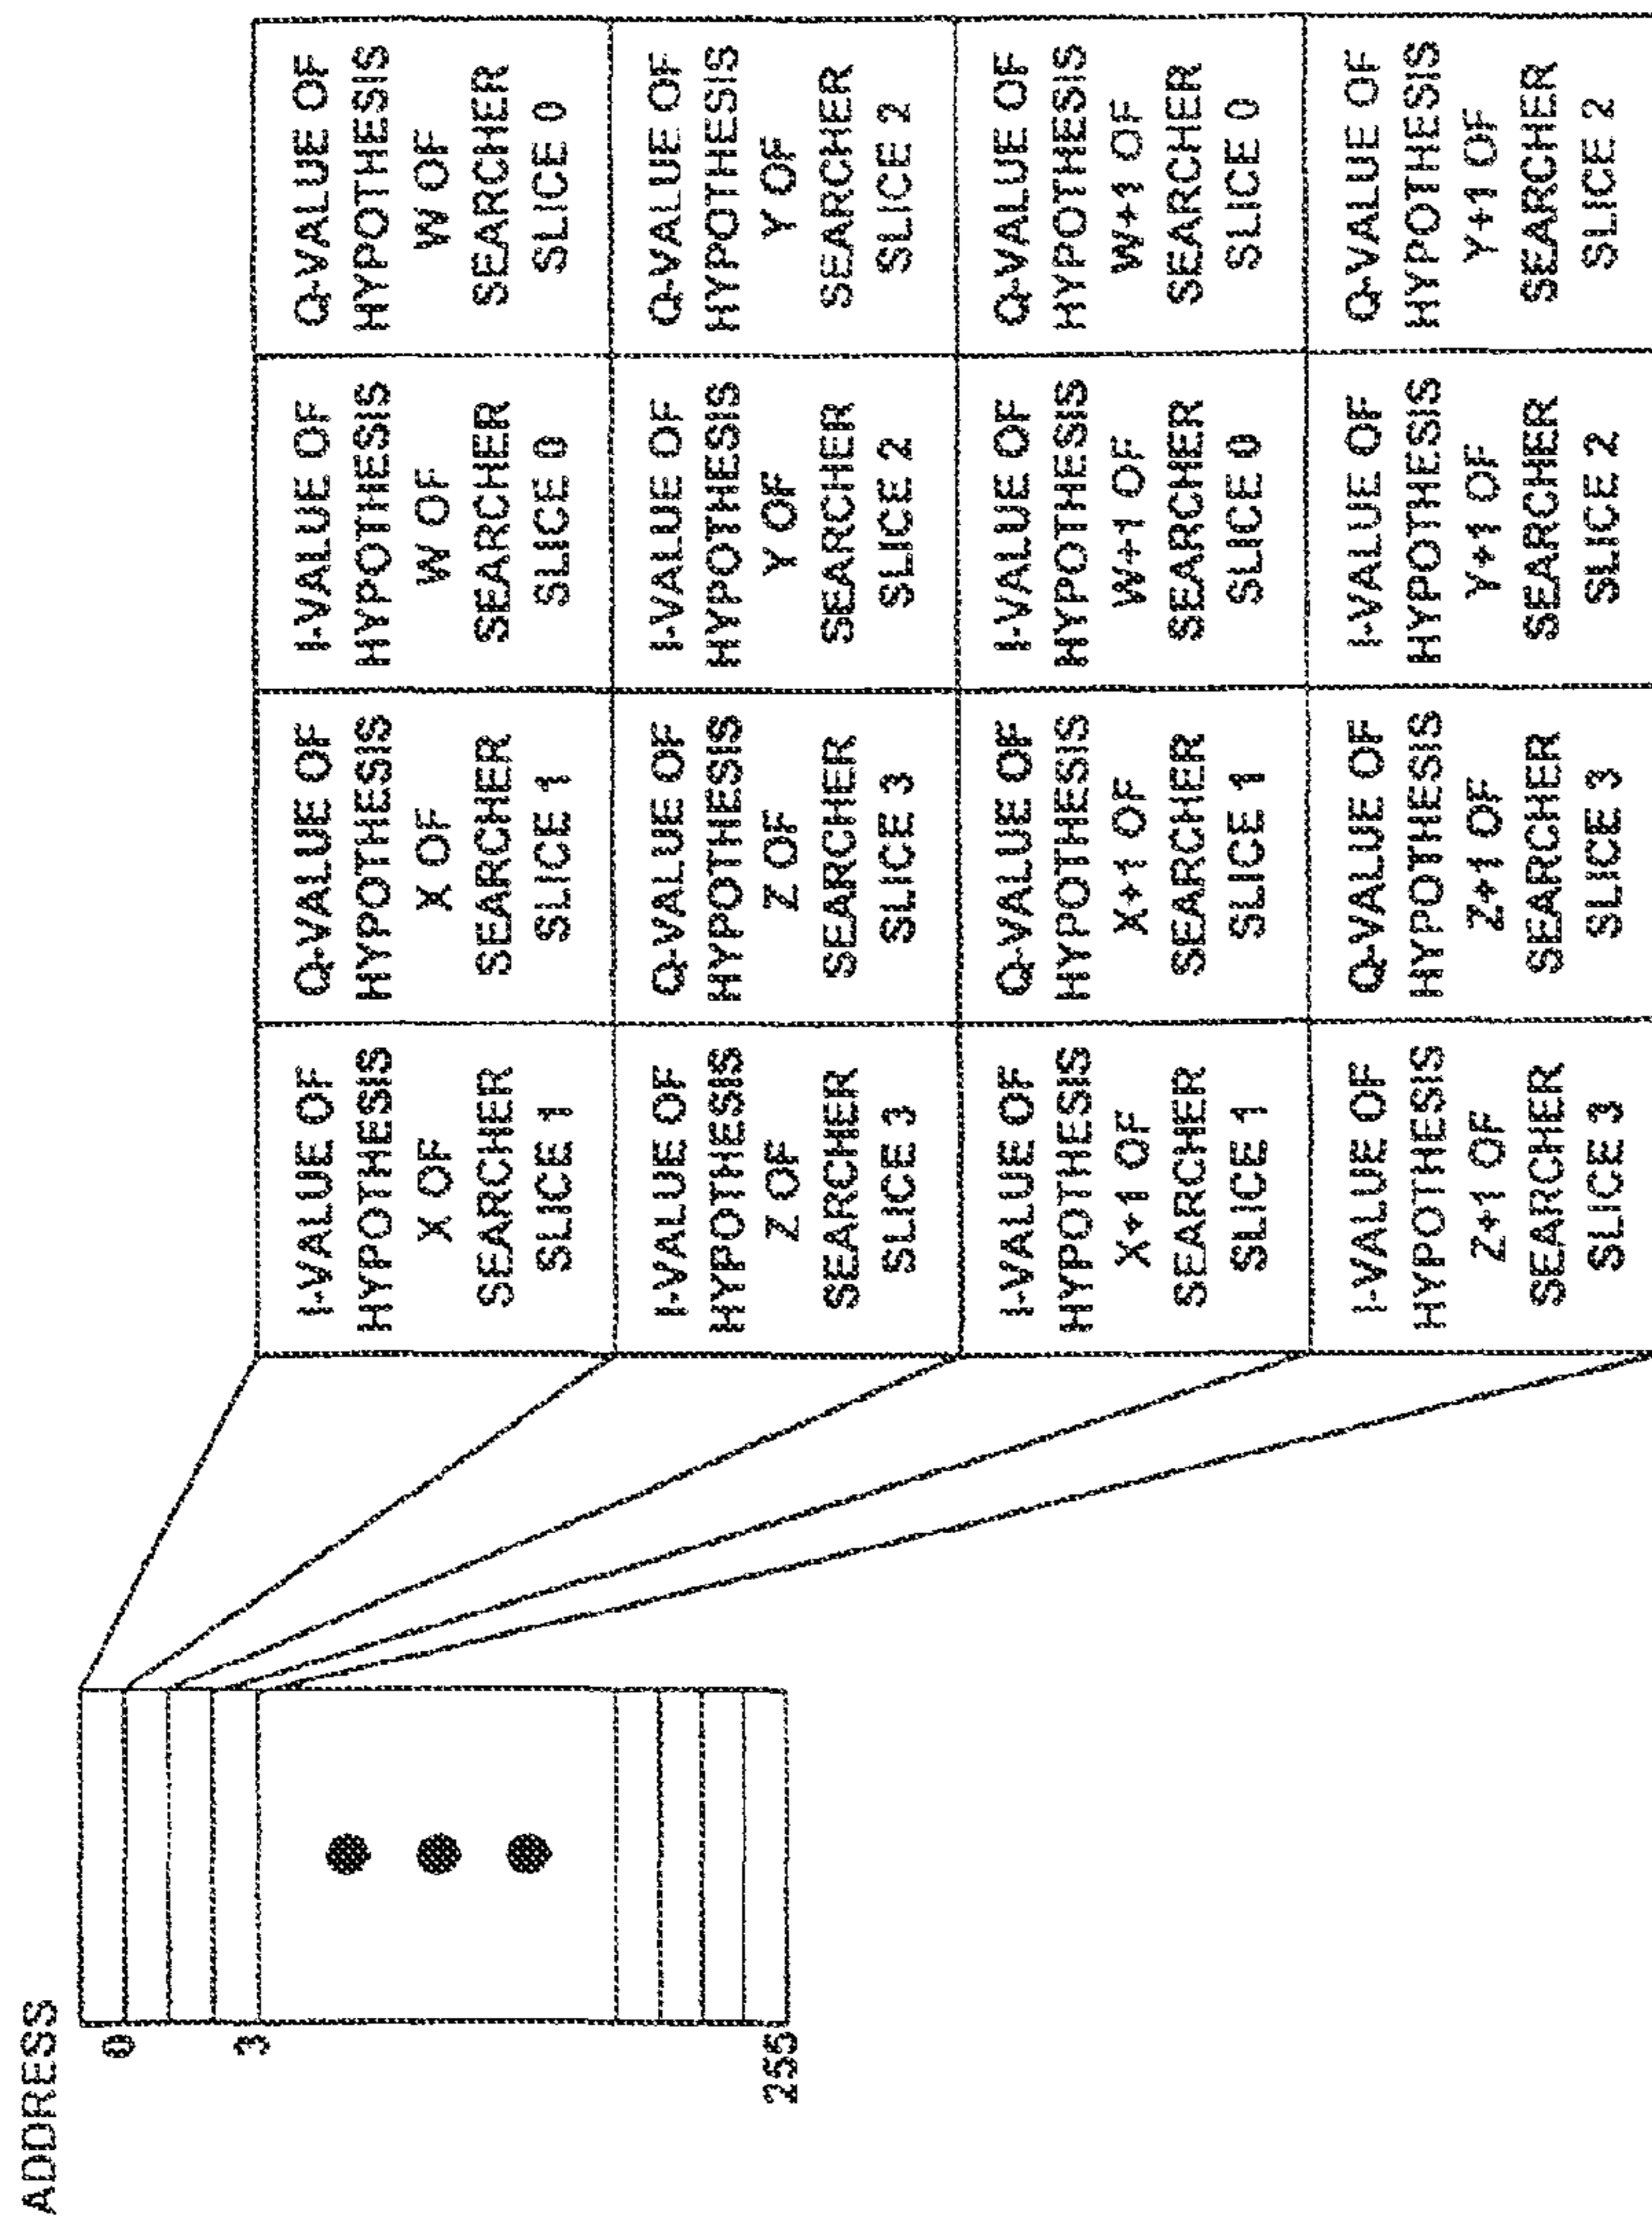 ADDRESS
0
3
255
I-VALUE OF
HYPOTHESIS
X OF
SEARCHER
SLICE 1
Q-VALUE OF
HYPOTHESIS
X OF
SEARCHER
SLICE 1
I-VALUE OF
HYPOTHESIS
W OF
SEARCHER
SLICE 0
Q-VALUE OF
HYPOTHESIS
W OF
SEARCHER
SLICE 0
I-VALUE OF
HYPOTHESIS
Z OF
SEARCHER
SLICE 3
Q-VALUE OF
HYPOTHESIS
Z OF
SEARCHER
SLICE 3
I-VALUE OF
HYPOTHESIS
Y OF
SEARCHER
SLICE 2
Q-VALUE OF
HYPOTHESIS
Y OF
SEARCHER
SLICE 2
I-VALUE OF
HYPOTHESIS
X+1 OF
SEARCHER
SLICE 1
Q-VALUE OF
HYPOTHESIS
X+1 OF
SEARCHER
SLICE 1
I-VALUE OF
HYPOTHESIS
W+1 OF
SEARCHER
SLICE 0
Q-VALUE OF
HYPOTHESIS
W+1 OF
SEARCHER
SLICE 0
I-VALUE OF
HYPOTHESIS
Z+1 OF
SEARCHER
SLICE 3
Q-VALUE OF
HYPOTHESIS
Z+1 OF
SEARCHER
SLICE 3
I-VALUE OF
HYPOTHESIS
Y+1 OF
SEARCHER
SLICE 2
Q-VALUE OF
HYPOTHESIS
Y+1 OF
SEARCHER
SLICE 2